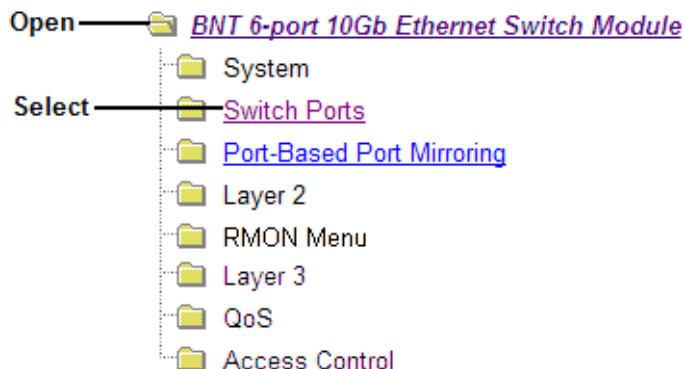 Open BNT 6-port 10Gb Ethernet Switch Module
System
Select Switch Ports
Port-Based Port Mirroring
Layer 2
RMON Menu
Layer 3
QoS
Access Control